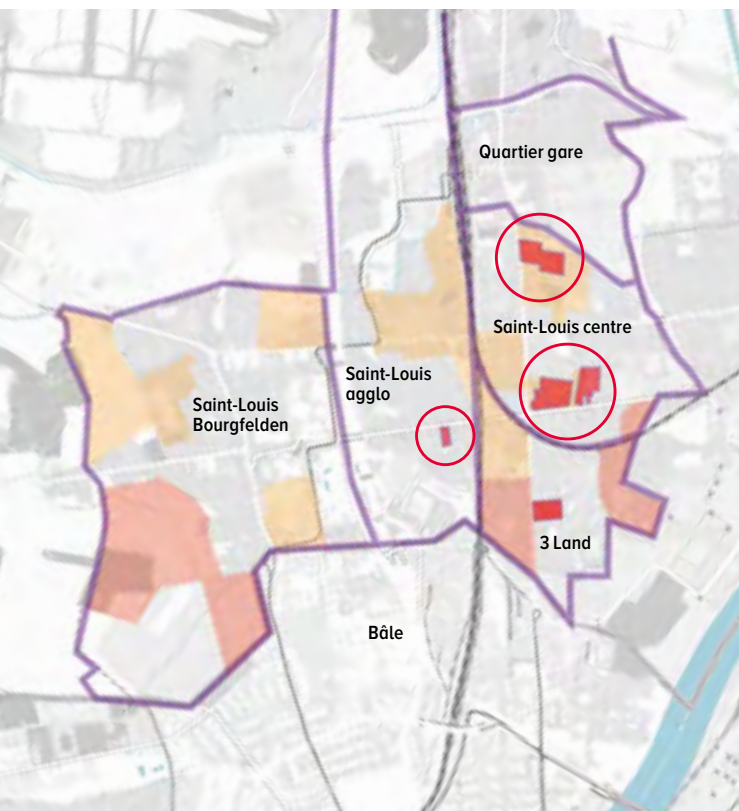 Quartier gare
Saint-Louis centre
Saint-Louis
agglo
Saint-Louis
Bourgfelden
3 Land
Bâle